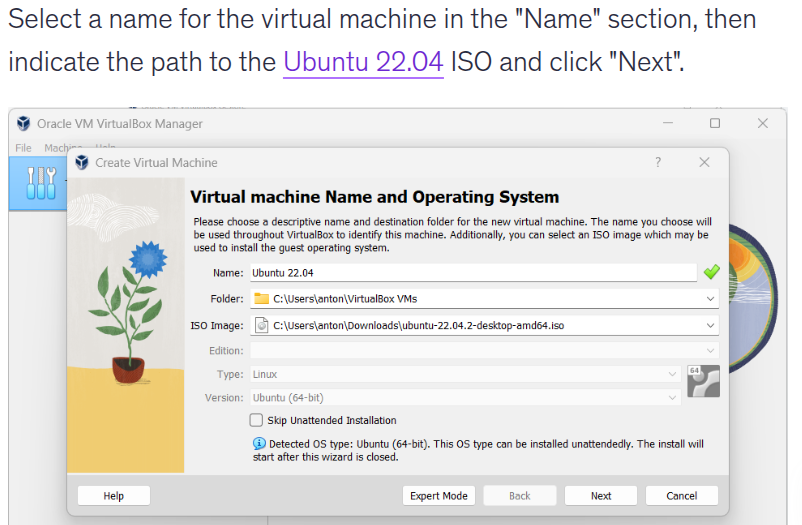 Select a name for the virtual machine in the "Name" section, then
indicate the path to the Ubuntu 22.04 ISO and click "Next".
Oracle VM VirtualBox Manager
File Machine Help
Create Virtual Machine
?
Virtual machine Name and Operating System
Please choose a descriptive name and destination folder for the new virtual machine. The name you choose will
be used throughout VirtualBox to identify this machine. Additionally, you can select an ISO image which may be
used to install the guest operating system.
Name: Ubuntu 22.04
Folder: C:\Users\anton\VirtualBox VMs
ISO Image: C:\Users\anton\Downloads\ubuntu-22.04.2-desktop-amd64.iso
Edition:
Type: Linux
64
Version: Ubuntu (64-bit)
Skip Unattended Installation
Detected OS type: Ubuntu (64-bit). This OS type can be installed unattendedly. The install will
start after this wizard is closed.
Help Expert Mode Back Next Cancel